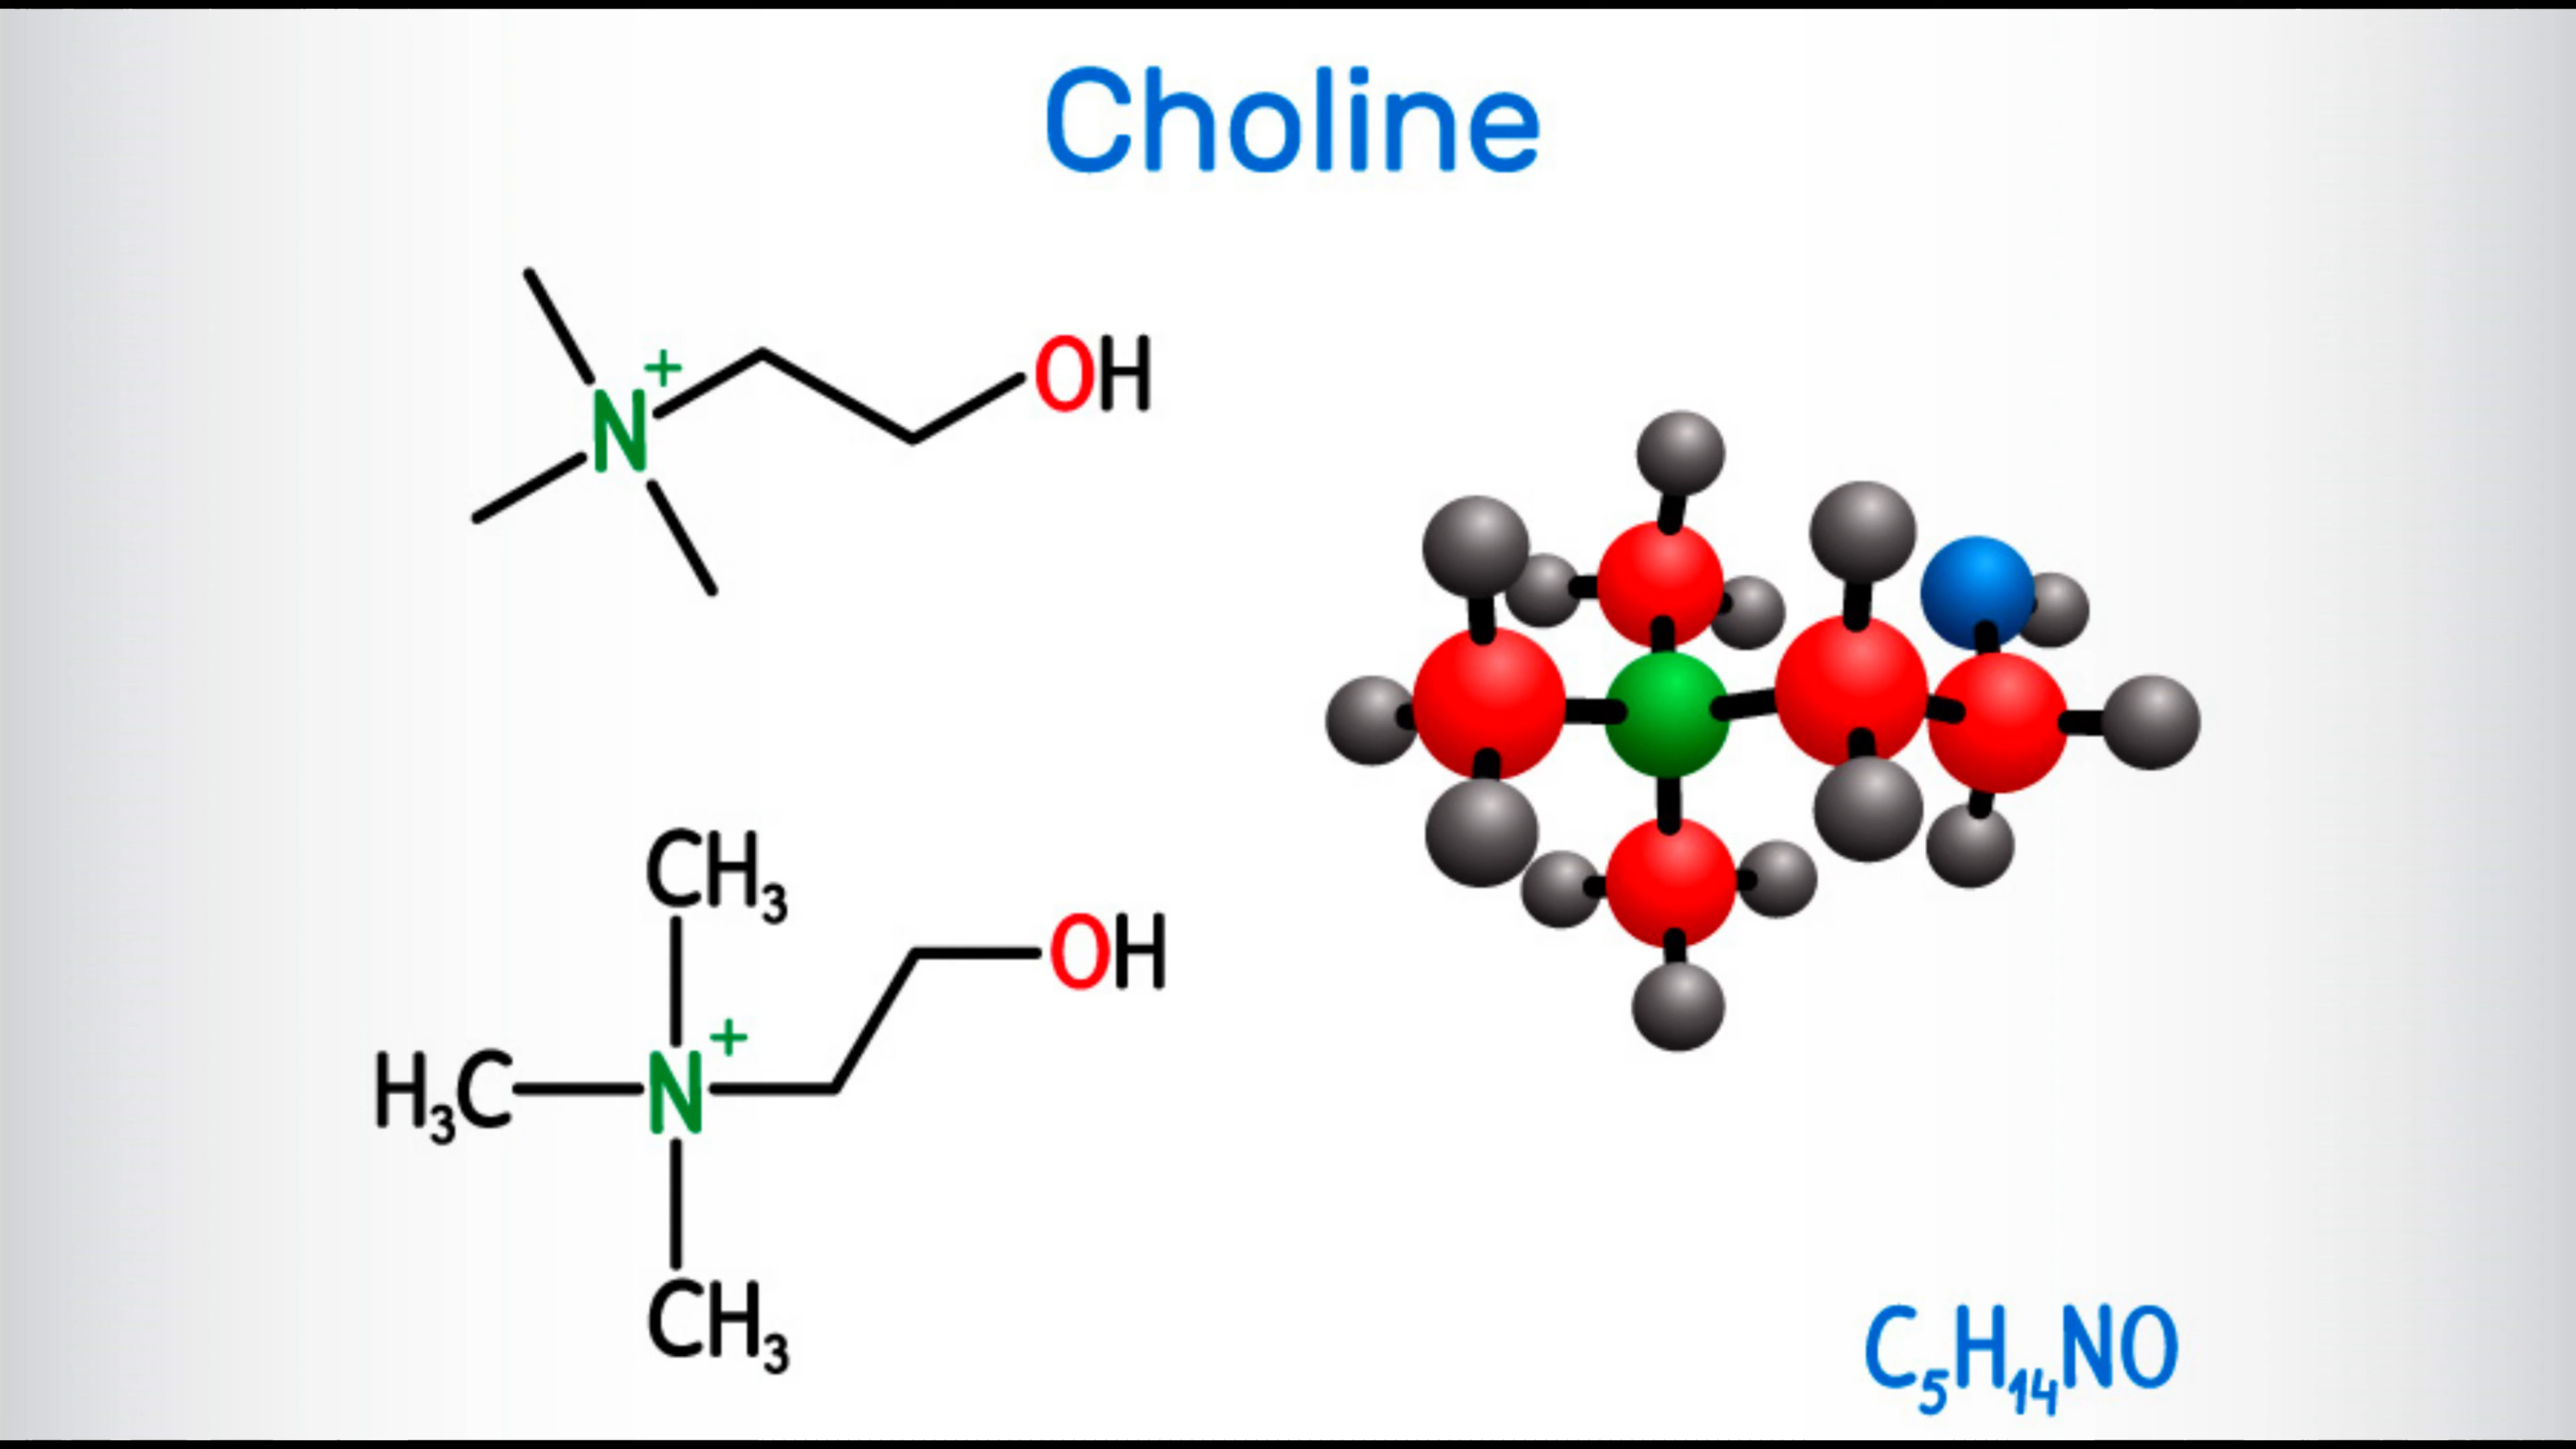 Choline
N+
OH
CH₃
OH
H₃C
N+
CH₃
C₅H₁₄NO